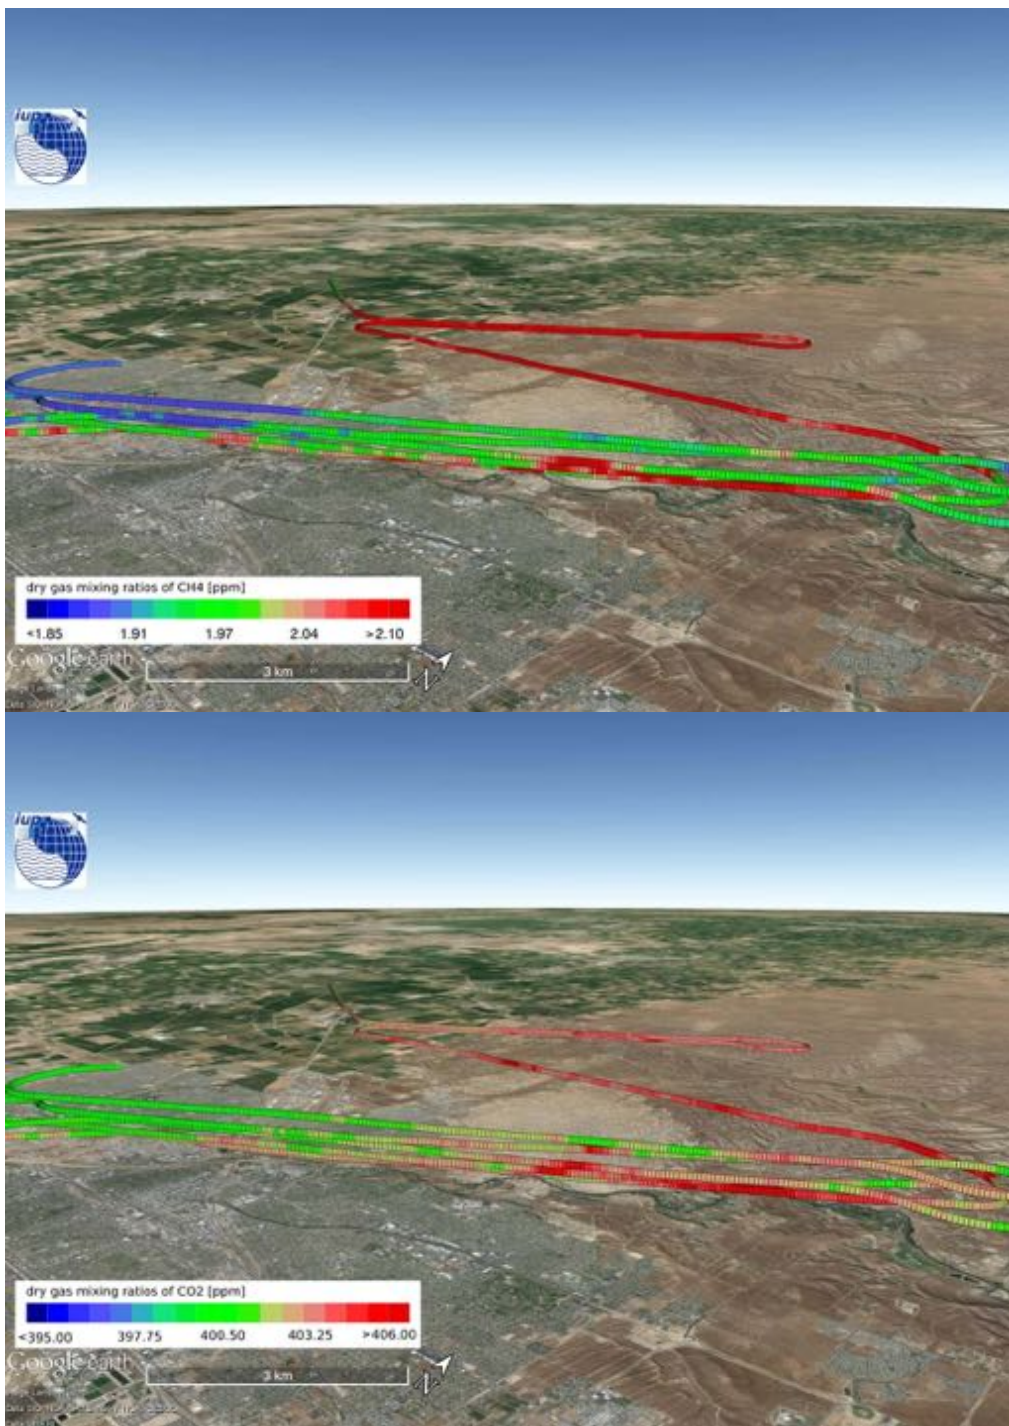 iup
dry gas mixing ratios of CH4 [ppm]
<1.85 1.91 1.97 2.04 >2.10
Google earth
3 km
iup
dry gas mixing ratios of CO2 [ppm]
<395.00 397.75 400.50 403.25 >406.00
Google earth
3 km